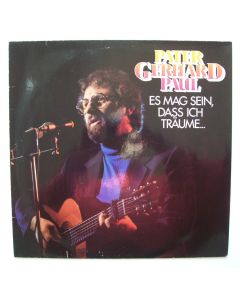 PATER
GERHARD
PAUL
ES MAG SEIN,
DASS ICH
TRÄUME...